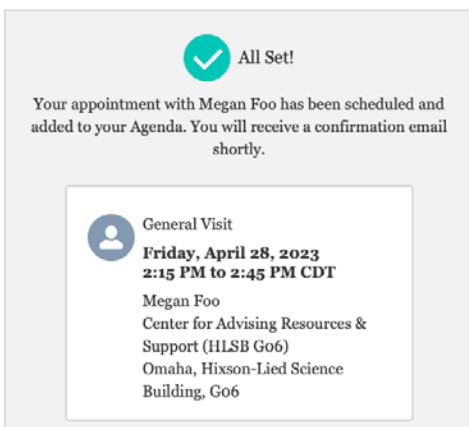 All Set!
Your appointment with Megan Foo has been scheduled and
added to your Agenda. You will receive a confirmation email
shortly.
General Visit
Friday, April 28, 2023
2:15 PM to 2:45 PM CDT
Megan Foo
Center for Advising Resources &
Support (HLSB G06)
Omaha, Hixson-Lied Science
Building, G06